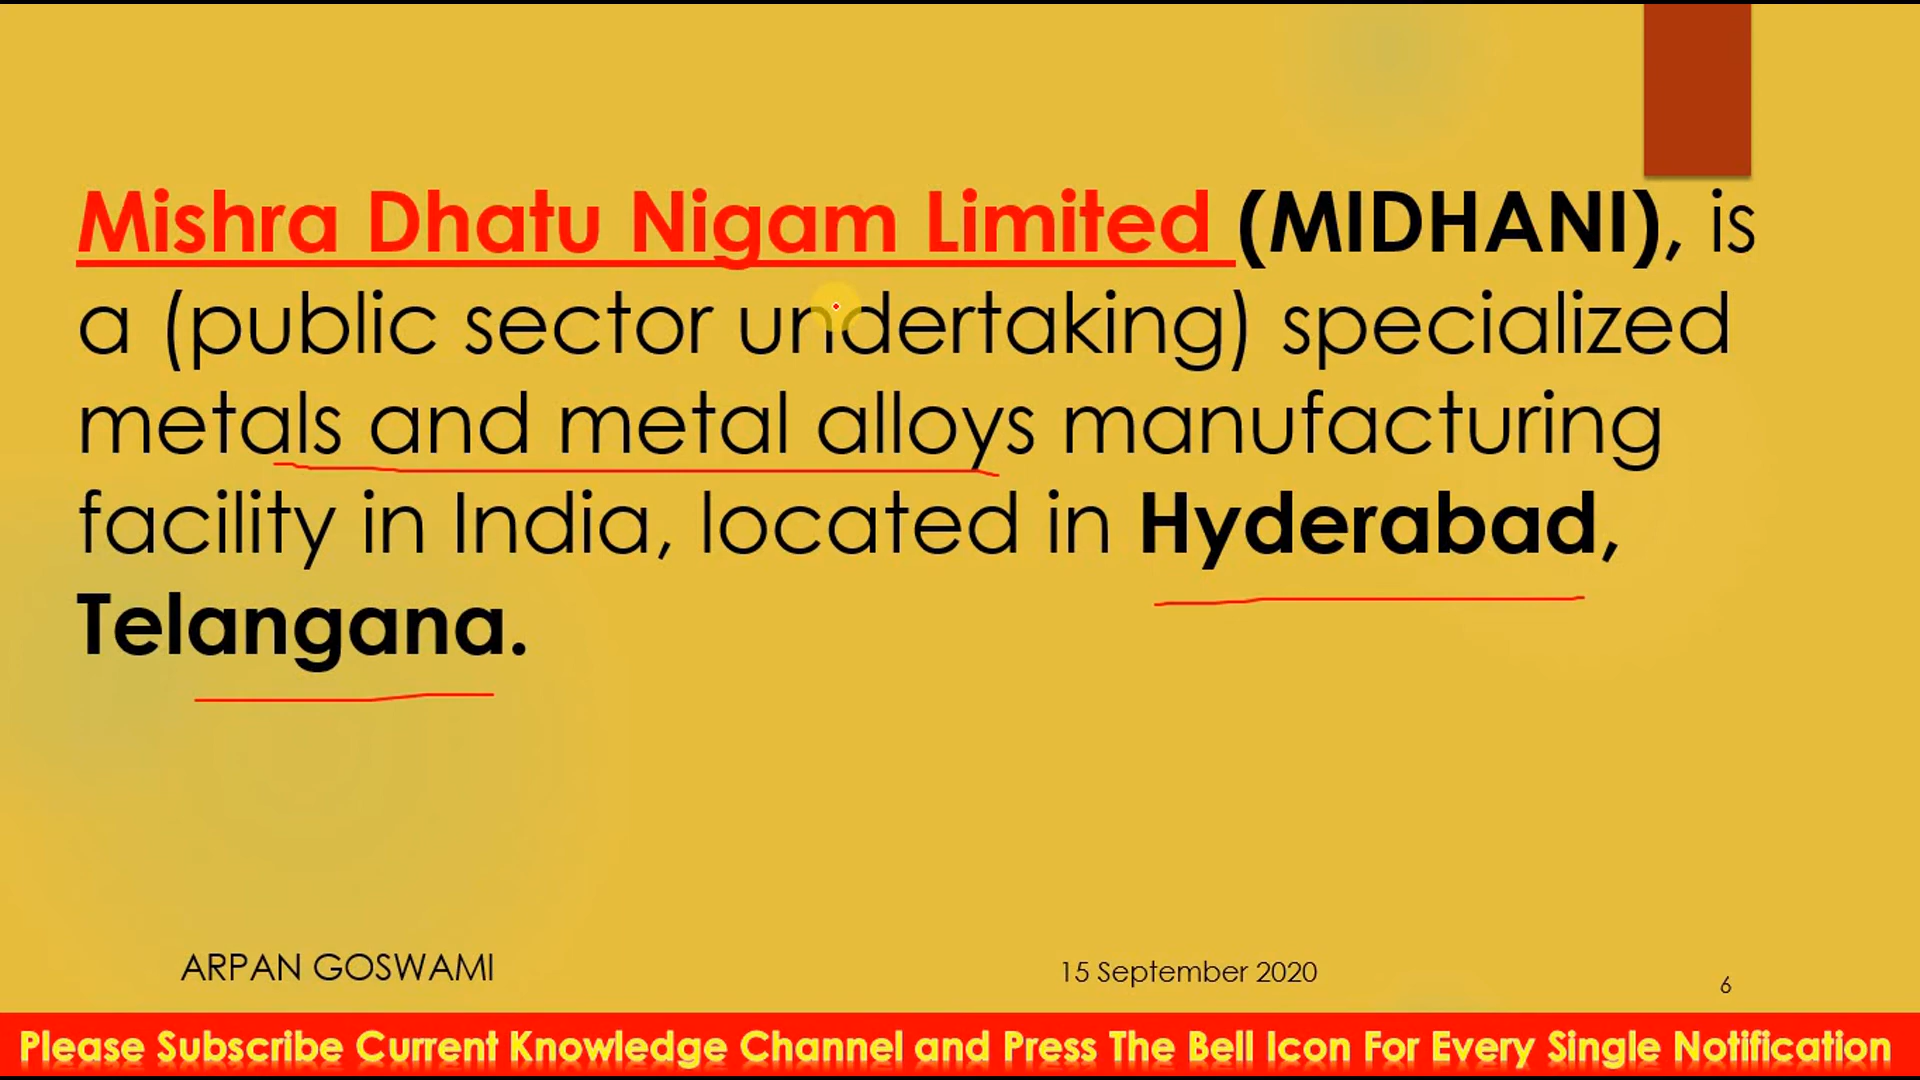 Mishra Dhatu Nigam Limited (MIDHANI), is
a (public sector undertaking) specialized
metals and metal alloys manufacturing
facility in India, located in Hyderabad,
Telangana.
ARPAN GOSWAMI
15 September 2020
6
Please Subscribe Current Knowledge Channel and Press The Bell Icon For Every Single Notification